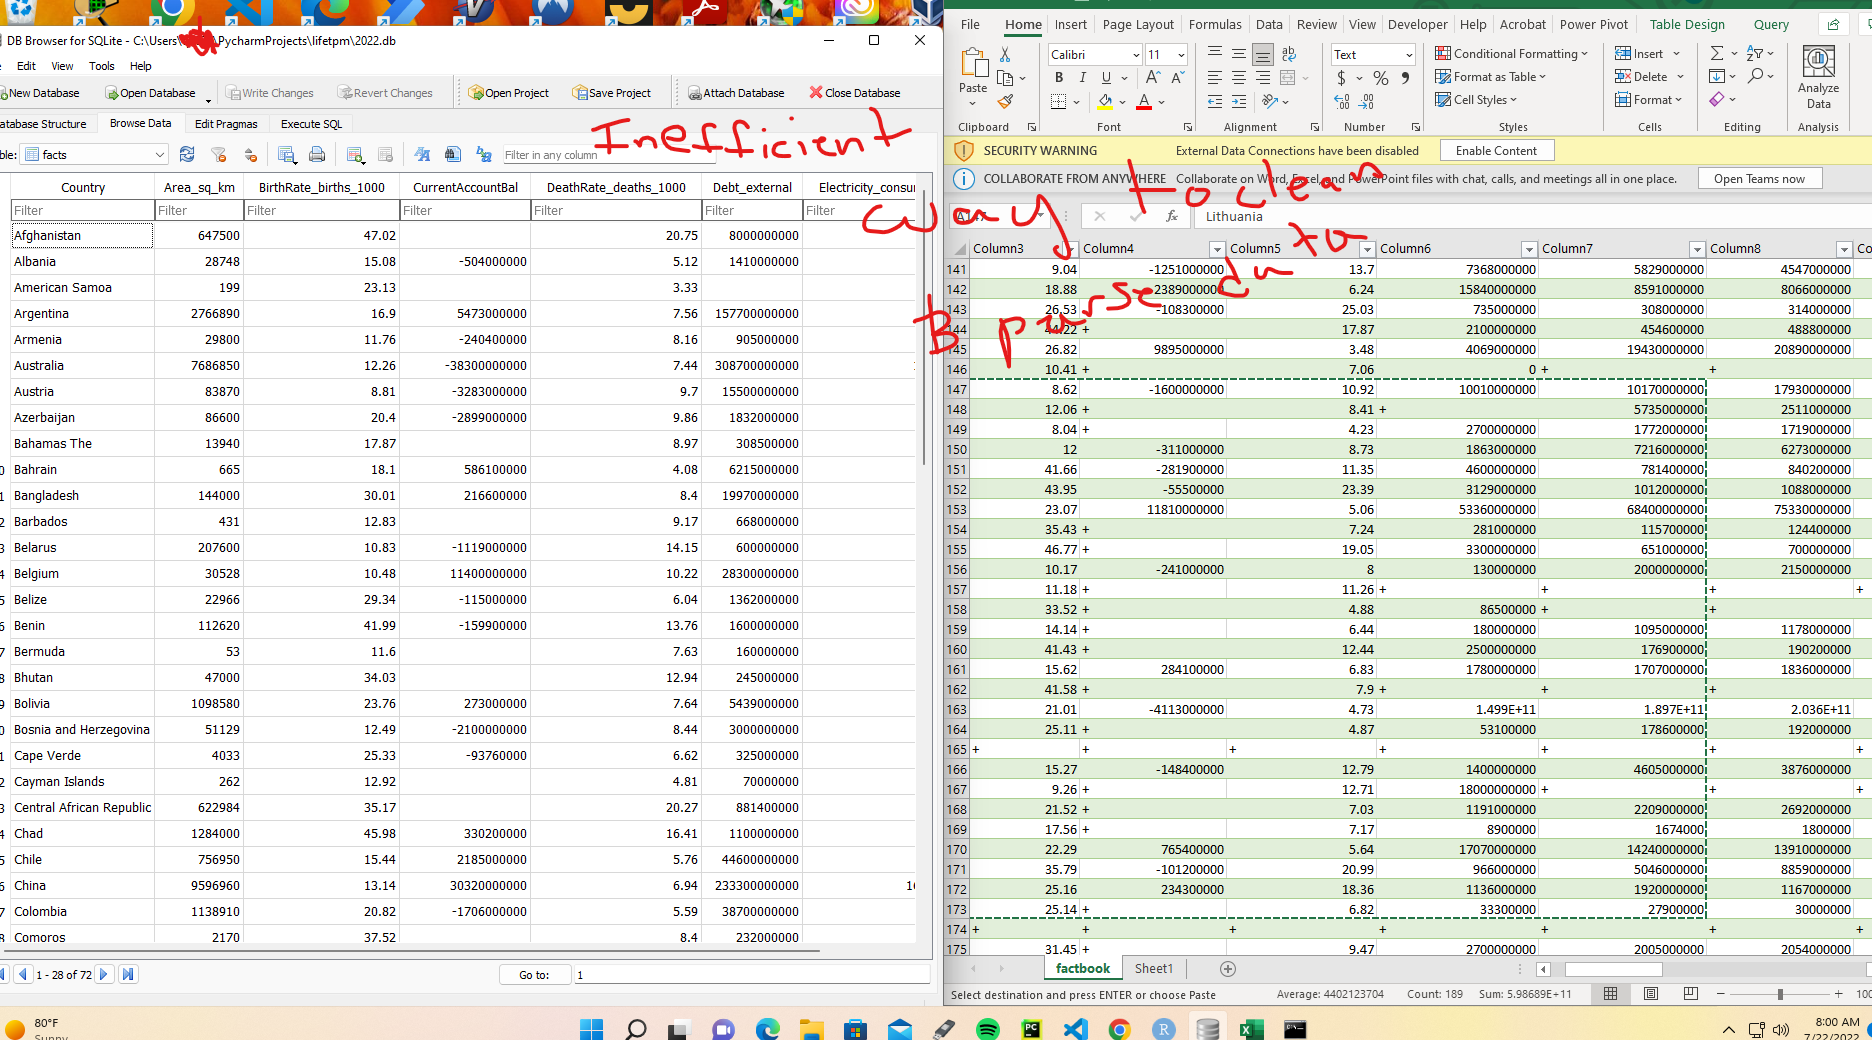 DB Browser for SQLite - C:\Users\ PycharmProjects\lifetpm\2022.db
Edit View Tools Help
New Database Open Database Write Changes Revert Changes Open Project Save Project Attach Database Close Database
atabase Structure Browse Data Edit Pragmas Execute SQL
ble: facts Filter in any column
Country Area_sq_km BirthRate_births_1000 CurrentAccountBal DeathRate_deaths_1000 Debt_external Electricity_consur
Filter Filter Filter Filter Filter Filter Filter
Afghanistan 647500 47.02 20.75 8000000000
Albania 28748 15.08 -504000000 5.12 1410000000
American Samoa 199 23.13 3.33
Argentina 2766890 16.9 5473000000 7.56 157700000000
Armenia 29800 11.76 -240400000 8.16 905000000
Australia 7686850 12.26 -38300000000 7.44 308700000000
Austria 83870 8.81 -3283000000 9.7 15500000000
Azerbaijan 86600 20.4 -2899000000 9.86 1832000000
Bahamas The 13940 17.87 8.97 308500000
Bahrain 665 18.1 586100000 4.08 6215000000
Bangladesh 144000 30.01 216600000 8.4 19970000000
Barbados 431 12.83 9.17 668000000
Belarus 207600 10.83 -1119000000 14.15 600000000
Belgium 30528 10.48 11400000000 10.22 28300000000
Belize 22966 29.34 -115000000 6.04 1362000000
Benin 112620 41.99 -159900000 13.76 1600000000
Bermuda 53 11.6 7.63 160000000
Bhutan 47000 34.03 12.94 245000000
Bolivia 1098580 23.76 273000000 7.64 5439000000
Bosnia and Herzegovina 51129 12.49 -2100000000 8.44 3000000000
Cape Verde 4033 25.33 -93760000 6.62 325000000
Cayman Islands 262 12.92 4.81 70000000
Central African Republic 622984 35.17 20.27 881400000
Chad 1284000 45.98 330200000 16.41 1100000000
Chile 756950 15.44 2185000000 5.76 44600000000
China 9596960 13.14 30320000000 6.94 233300000000
Colombia 1138910 20.82 -1706000000 5.59 38700000000
Comoros 2170 37.52 8.4 232000000
1 - 28 of 72 Go to: 1
Inefficient
way to clean
& parse data
File Home Insert Page Layout Formulas Data Review View Developer Help Acrobat Power Pivot Table Design Query
Paste Calibri 11 Text Conditional Formatting Insert
B I U A A $ % Format as Table Delete Analyze
Cell Styles Format Data
Clipboard Font Alignment Number Styles Cells Editing Analysis
SECURITY WARNING External Data Connections have been disabled Enable Content
COLLABORATE FROM ANYWHERE Collaborate on Word, Excel, and PowerPoint files with chat, calls, and meetings all in one place. Open Teams now
A147 fx Lithuania
Column3 Column4 Column5 Column6 Column7 Column8 Co
141 9.04 -1251000000 13.7 7368000000 5829000000 4547000000
142 18.88 2389000000 6.24 15840000000 8591000000 8066000000
143 26.53 -108300000 25.03 735000000 308000000 314000000
144 44.22 + 17.87 2100000000 454600000 488800000
145 26.82 9895000000 3.48 4069000000 19430000000 20890000000
146 10.41 + 7.06 0 + +
147 8.62 -1600000000 10.92 10010000000 10170000000 17930000000
148 12.06 + 8.41 + 5735000000 2511000000
149 8.04 + 4.23 2700000000 1772000000 1719000000
150 12 -311000000 8.73 1863000000 7216000000 6273000000
151 41.66 -281900000 11.35 4600000000 781400000 840200000
152 43.95 -55500000 23.39 3129000000 1012000000 1088000000
153 23.07 11810000000 5.06 53360000000 68400000000 75330000000
154 35.43 + 7.24 281000000 115700000 124400000
155 46.77 + 19.05 3300000000 651000000 700000000
156 10.17 -241000000 8 130000000 2000000000 2150000000
157 11.18 + 11.26 + + + +
158 33.52 + 4.88 86500000 + +
159 14.14 + 6.44 180000000 1095000000 1178000000
160 41.43 + 12.44 2500000000 176900000 190200000
161 15.62 284100000 6.83 1780000000 1707000000 1836000000
162 41.58 + 7.9 + + +
163 21.01 -4113000000 4.73 1.499E+11 1.897E+11 2.036E+11
164 25.11 + 4.87 53100000 178600000 192000000
165 + + + + + + +
166 15.27 -148400000 12.79 1400000000 4605000000 3876000000
167 9.26 + 12.71 18000000000 + + +
168 21.52 + 7.03 1191000000 2209000000 2692000000
169 17.56 + 7.17 8900000 1674000 1800000
170 22.29 765400000 5.64 17070000000 14240000000 13910000000
171 35.79 -101200000 20.99 966000000 5046000000 8859000000
172 25.16 234300000 18.36 1136000000 1920000000 1167000000
173 25.14 + 6.82 33300000 27900000 30000000
174 + + + + + + +
175 31.45 + 9.47 2700000000 2005000000 2054000000
factbook Sheet1
Select destination and press ENTER or choose Paste Average: 4402123704 Count: 189 Sum: 5.98689E+11 100
80°F
Sunny
8:00 AM
7/22/2022